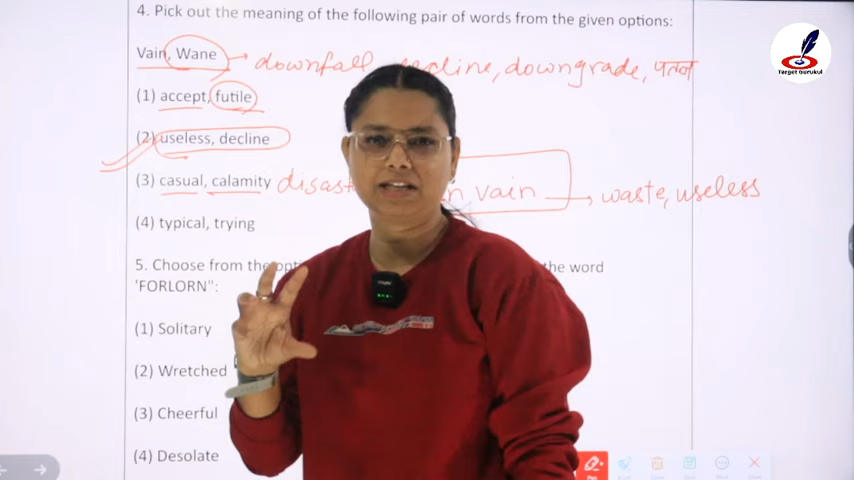 4. Pick out the meaning of the following pair of words from the given options:
Vain, Wane → downfall, decline, downgrade, पतन
Target Gurukul
(1) accept, futile
(2) useless, decline
(3) casual, calamity
in vain → waste, useless
(4) typical, trying
5. Choose from the the word
'FORLORN":
(1) Solitary
(2) Wretched
(3) Cheerful
(4) Desolate